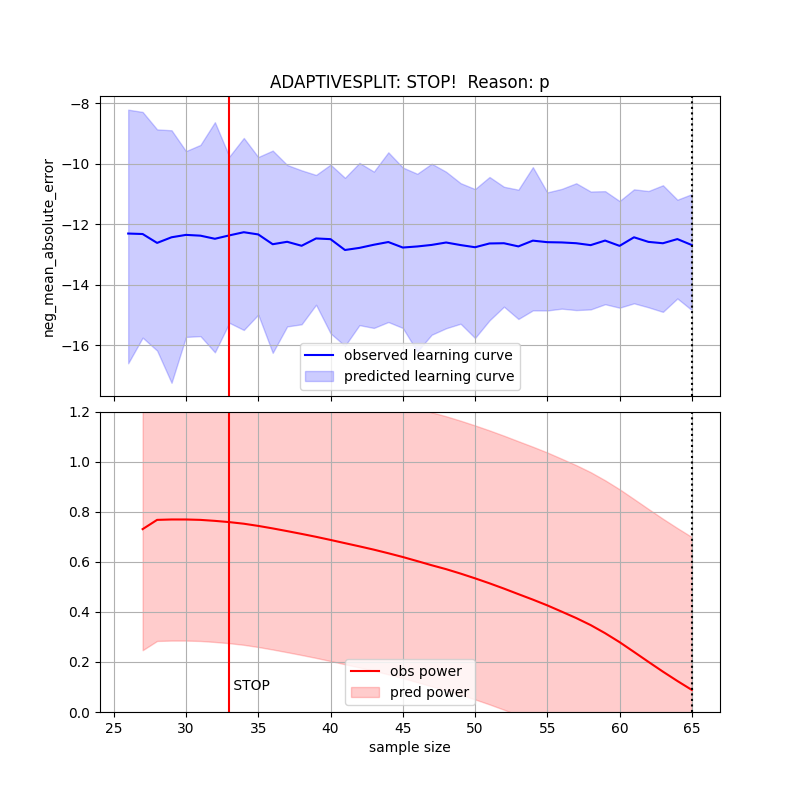 ADAPTIVESPLIT: STOP!  Reason: p
−8
−10
−12
−14
−16
neg_mean_absolute_error
observed learning curve
predicted learning curve
1.2
1.0
0.8
0.6
0.4
0.2
0.0
STOP
obs power
pred power
25 30 35 40 45 50 55 60 65
sample size